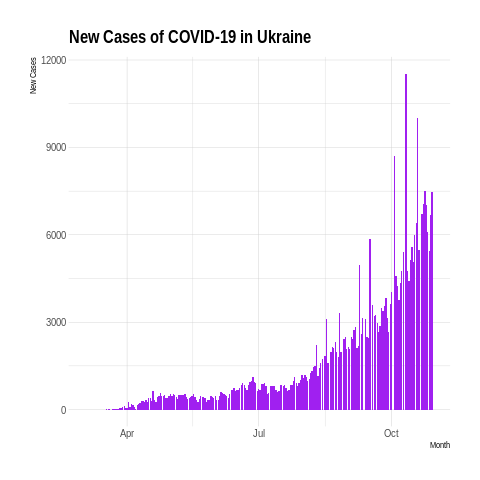 New Cases of COVID-19 in Ukraine
New Cases
12000
9000
6000
3000
0
Apr
Jul
Oct
Month